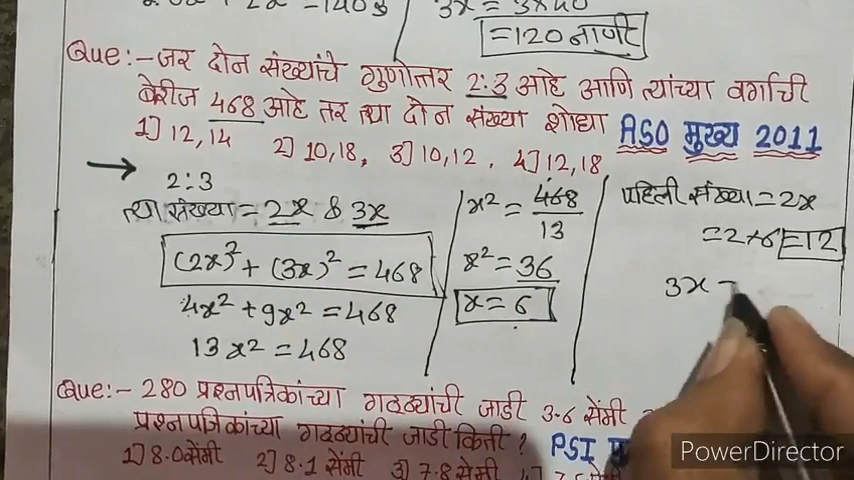 = 140
3x = 3x40
= 120 नाणी
Que:- जर दोन संख्यांचे गुणोत्तर 2:3 आहे आणि त्यांच्या वर्गाची
बेरीज 468 आहे तर त्या दोन संख्या शोधा ASO मुख्य 2011
1] 12, 14 2] 10,18, 3] 10,12. 4] 12,18
→ 2:3
त्या संख्या = 2x & 3x
(2x)² + (3x)² = 468
4x² + 9x² = 468
13x² = 468
x² = 468/13
x² = 36
x = 6
पहिली संख्या = 2x
= 2×6 = 12
3x =
Que:- 280 प्रश्नपत्रिकांच्या गठ्ठ्यांची जाडी 3.6 सेंमी
प्रश्नपत्रिकांच्या गठ्ठ्यांची जाडी किती? PSI
1] 8.0 सेंमी 2] 8.1 सेंमी 3] 7.8 सेंमी
PowerDirector